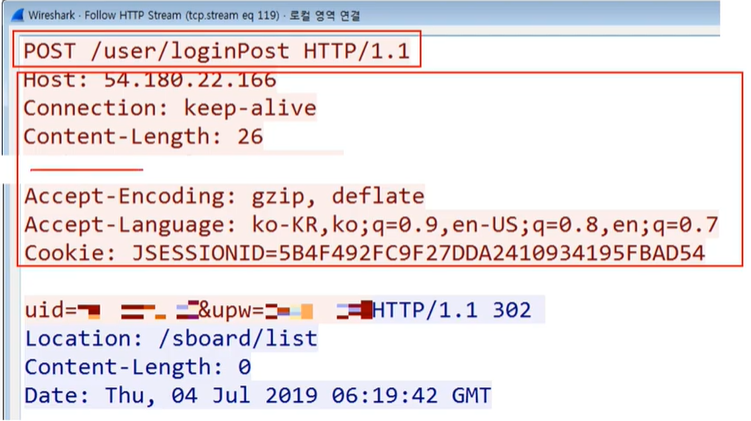 Wireshark · Follow HTTP Stream (tcp.stream eq 119) · 로컬 영역 연결
POST /user/loginPost HTTP/1.1
Host: 54.180.22.166
Connection: keep-alive
Content-Length: 26
Accept-Encoding: gzip, deflate
Accept-Language: ko-KR,ko;q=0.9,en-US;q=0.8,en;q=0.7
Cookie: JSESSIONID=5B4F492FC9F27DDA2410934195FBAD54
uid= &upw= HTTP/1.1 302
Location: /sboard/list
Content-Length: 0
Date: Thu, 04 Jul 2019 06:19:42 GMT